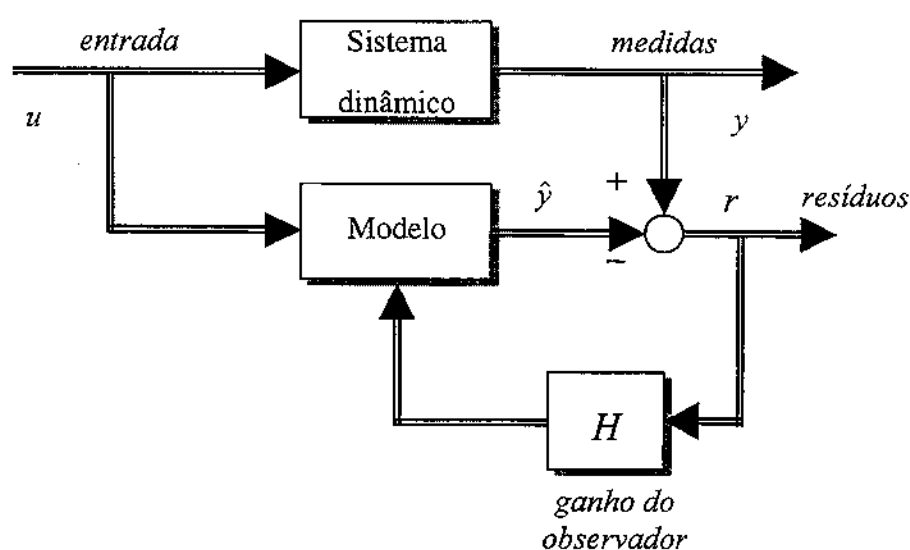 entrada
Sistema
dinâmico
medidas
u
y
+
ŷ
r
resíduos
Modelo
−
H
ganho do
observador